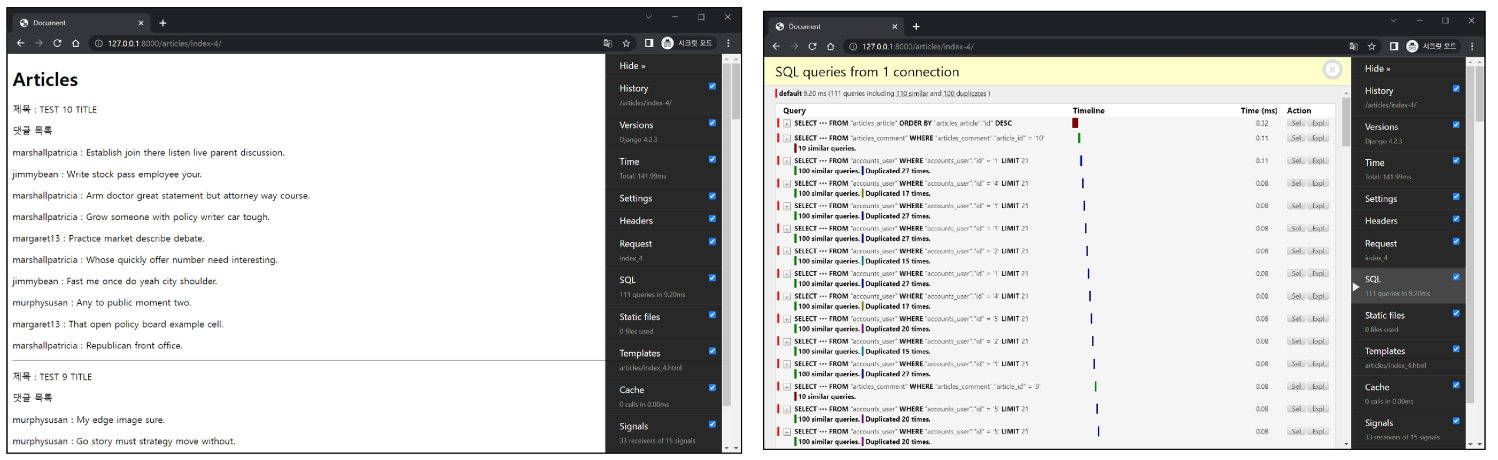 Document
127.0.0.1:8000/articles/index-4/
시크릿 모드
Articles
제목 : TEST 10 TITLE
댓글 목록
marshallpatricia : Establish join there listen live parent discussion.
jimmybean : Write stock pass employee your.
marshallpatricia : Arm doctor great statement but attorney way course.
marshallpatricia : Grow someone with policy writer car tough.
margaret13 : Practice market describe debate.
marshallpatricia : Whose quickly offer number need interesting.
jimmybean : Fast me once do yeah city shoulder.
murphysusan : Any to public moment two.
margaret13 : That open policy board example cell.
marshallpatricia : Republican front office.
제목 : TEST 9 TITLE
댓글 목록
murphysusan : My edge image sure.
murphysusan : Go story must strategy move without.
Hide »
History
/articles/index-4/
Versions
Django 4.2.3
Time
Total: 141.99ms
Settings
Headers
Request
index_4
SQL
111 queries in 9.20ms
Static files
0 files used
Templates
articles/index_4.html
Cache
0 calls in 0.00ms
Signals
33 receivers of 15 signals
Document
127.0.0.1:8000/articles/index-4/
시크릿 모드
SQL queries from 1 connection
default 9.20 ms (111 queries including 110 similar and 100 duplicates )
Query Timeline Time (ms) Action
SELECT ••• FROM "articles_article" ORDER BY "articles_article"."id" DESC 0.32 Sel Expl
SELECT ••• FROM "articles_comment" WHERE "articles_comment"."article_id" = '10' 0.11 Sel Expl
10 similar queries.
SELECT ••• FROM "accounts_user" WHERE "accounts_user"."id" = '1' LIMIT 21 0.11 Sel Expl
100 similar queries. Duplicated 27 times.
SELECT ••• FROM "accounts_user" WHERE "accounts_user"."id" = '4' LIMIT 21 0.08 Sel Expl
100 similar queries. Duplicated 17 times.
SELECT ••• FROM "accounts_user" WHERE "accounts_user"."id" = '1' LIMIT 21 0.08 Sel Expl
100 similar queries. Duplicated 27 times.
SELECT ••• FROM "accounts_user" WHERE "accounts_user"."id" = '1' LIMIT 21 0.08 Sel Expl
100 similar queries. Duplicated 27 times.
SELECT ••• FROM "accounts_user" WHERE "accounts_user"."id" = '2' LIMIT 21 0.08 Sel Expl
100 similar queries. Duplicated 15 times.
SELECT ••• FROM "accounts_user" WHERE "accounts_user"."id" = '1' LIMIT 21 0.08 Sel Expl
100 similar queries. Duplicated 27 times.
SELECT ••• FROM "accounts_user" WHERE "accounts_user"."id" = '4' LIMIT 21 0.08 Sel Expl
100 similar queries. Duplicated 17 times.
SELECT ••• FROM "accounts_user" WHERE "accounts_user"."id" = '5' LIMIT 21 0.08 Sel Expl
100 similar queries. Duplicated 20 times.
SELECT ••• FROM "accounts_user" WHERE "accounts_user"."id" = '2' LIMIT 21 0.08 Sel Expl
100 similar queries. Duplicated 15 times.
SELECT ••• FROM "accounts_user" WHERE "accounts_user"."id" = '1' LIMIT 21 0.08 Sel Expl
100 similar queries. Duplicated 27 times.
SELECT ••• FROM "articles_comment" WHERE "articles_comment"."article_id" = '9' 0.08 Sel Expl
10 similar queries.
SELECT ••• FROM "accounts_user" WHERE "accounts_user"."id" = '5' LIMIT 21 0.08 Sel Expl
100 similar queries. Duplicated 20 times.
SELECT ••• FROM "accounts_user" WHERE "accounts_user"."id" = '5' LIMIT 21 0.08 Sel Expl
100 similar queries. Duplicated 20 times.
Hide »
History
/articles/index-4/
Versions
Django 4.2.3
Time
Total: 141.99ms
Settings
Headers
Request
index_4
SQL
111 queries in 9.20ms
Static files
0 files used
Templates
articles/index_4.html
Cache
0 calls in 0.00ms
Signals
33 receivers of 15 signals